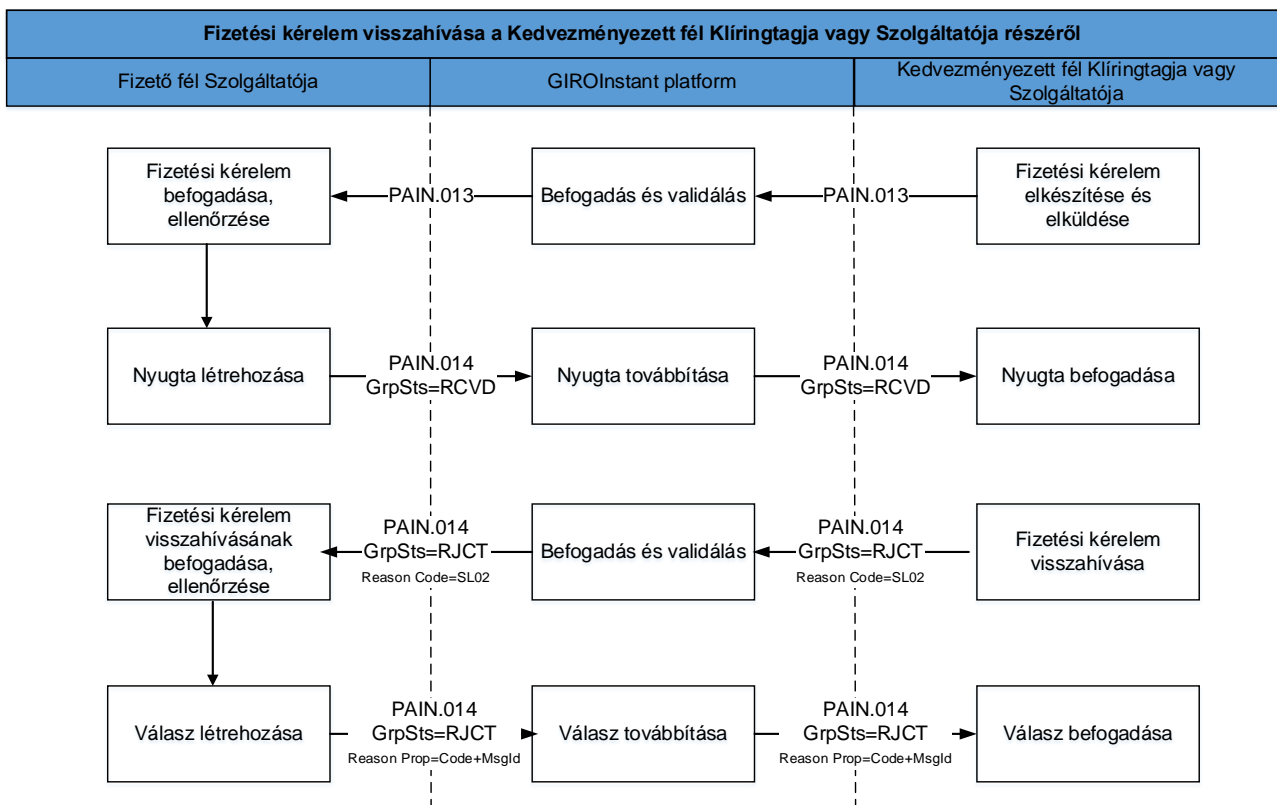 Fizetési kérelem visszahívása a Kedvezményezett fél Klíringtagja vagy Szolgáltatója részéről
Fizető fél Szolgáltatója
GIROInstant platform
Kedvezményezett fél Klíringtagja vagy
Szolgáltatója
Fizetési kérelem
befogadása,
ellenőrzése
PAIN.013
Befogadás és validálás
PAIN.013
Fizetési kérelem
elkészítése és
elküldése
Nyugta létrehozása
PAIN.014
GrpSts=RCVD
Nyugta továbbítása
PAIN.014
GrpSts=RCVD
Nyugta befogadása
Fizetési kérelem
visszahívásának
befogadása,
ellenőrzése
PAIN.014
GrpSts=RJCT
Reason Code=SL02
Befogadás és validálás
PAIN.014
GrpSts=RJCT
Reason Code=SL02
Fizetési kérelem
visszahívása
Válasz létrehozása
PAIN.014
GrpSts=RJCT
Reason Prop=Code+MsgId
Válasz továbbítása
PAIN.014
GrpSts=RJCT
Reason Prop=Code+MsgId
Válasz befogadása